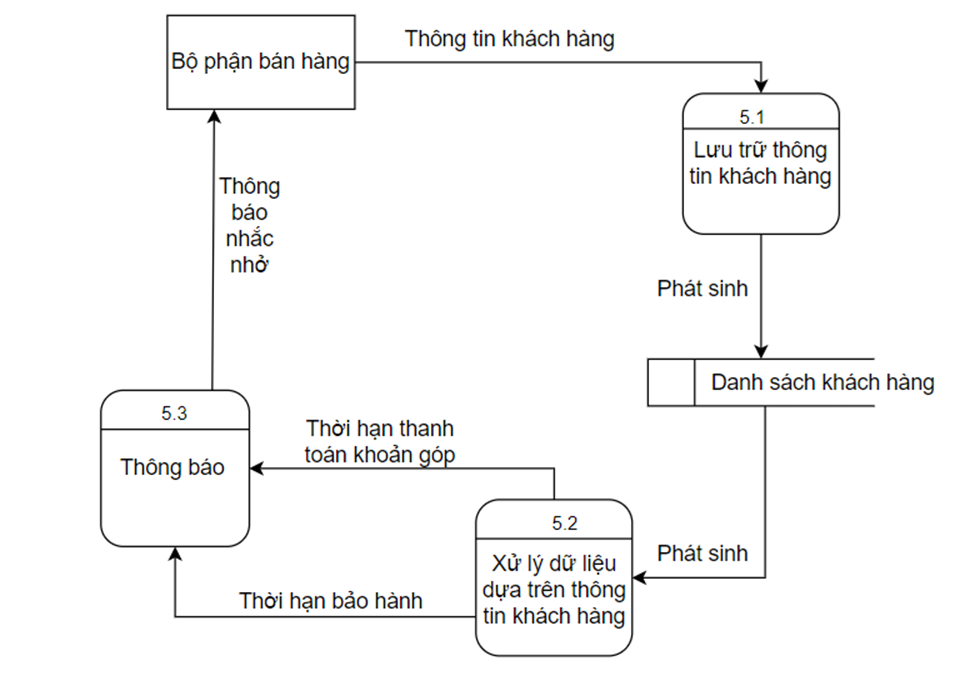 Bộ phận bán hàng
Thông tin khách hàng
5.1
Lưu trữ thông
tin khách hàng
Thông
báo
nhắc
nhở
Phát sinh
Danh sách khách hàng
5.3
Thông báo
Thời hạn thanh
toán khoản góp
5.2
Xử lý dữ liệu
dựa trên thông
tin khách hàng
Phát sinh
Thời hạn bảo hành